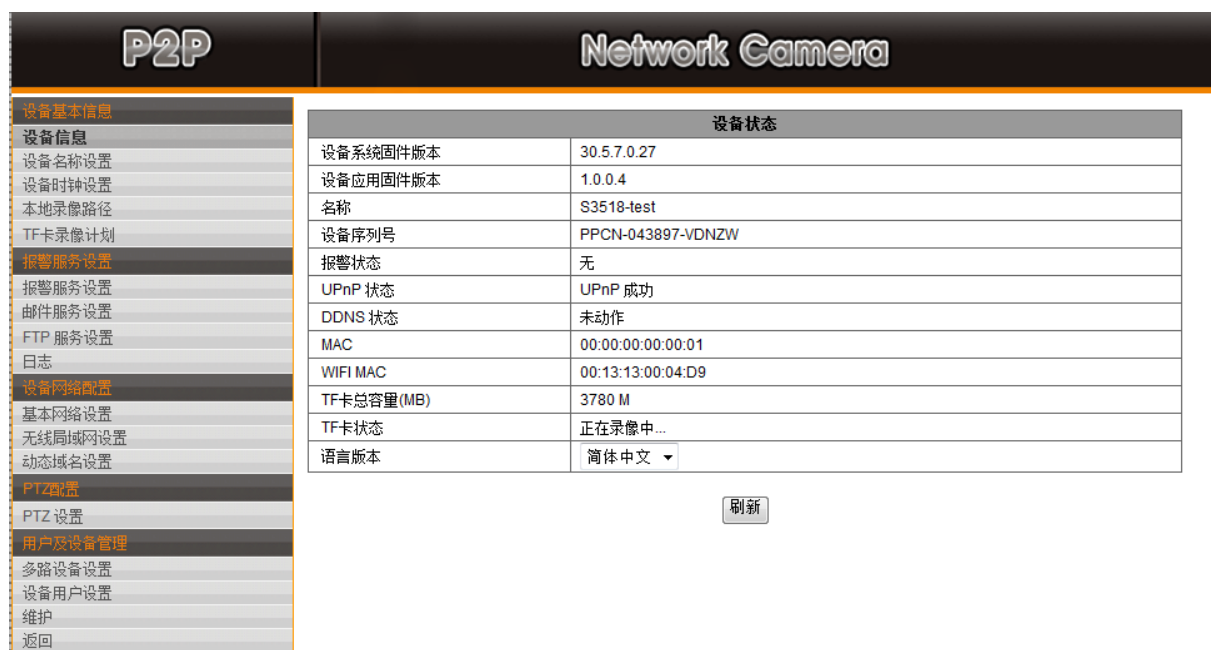 P2P
Network Camera
设备基本信息
设备信息
设备名称设置
设备时钟设置
本地录像路径
TF卡录像计划
报警服务设置
报警服务设置
邮件服务设置
FTP 服务设置
日志
设备网络配置
基本网络设置
无线局域网设置
动态域名设置
PTZ配置
PTZ 设置
用户及设备管理
多路设备设置
设备用户设置
维护
返回
设备状态
设备系统固件版本 30.5.7.0.27
设备应用固件版本 1.0.0.4
名称 S3518-test
设备序列号 PPCN-043897-VDNZW
报警状态 无
UPnP 状态 UPnP 成功
DDNS 状态 未动作
MAC 00:00:00:00:00:01
WIFI MAC 00:13:13:00:04:D9
TF卡总容量(MB) 3780 M
TF卡状态 正在录像中...
语言版本 简体中文
刷新